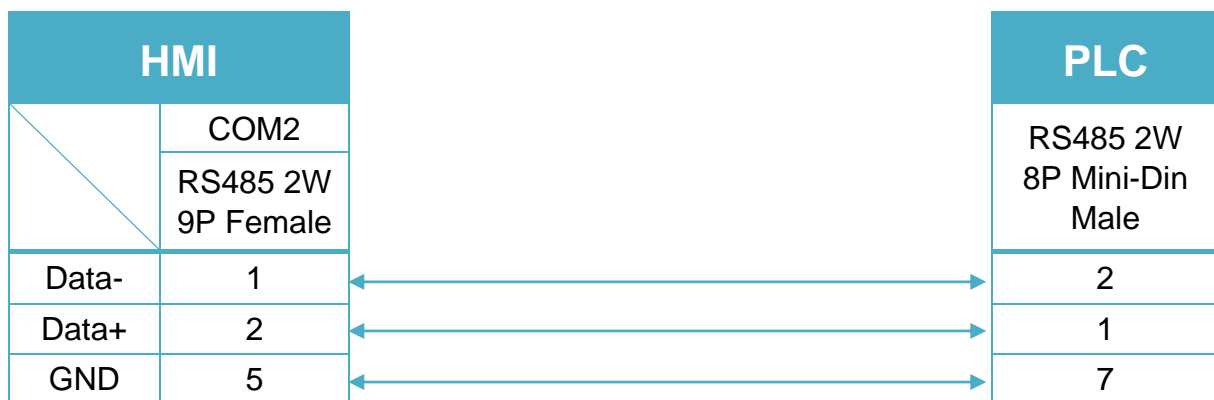 HMI
PLC
COM2
RS485 2W
9P Female
RS485 2W
8P Mini-Din
Male
Data- 1 2
Data+ 2 1
GND 5 7